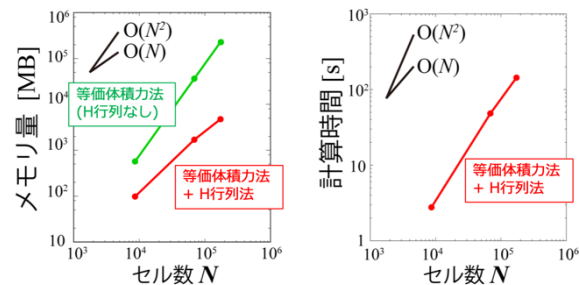 メモリ量 [MB]
10⁶
10⁵
10⁴
10³
10²
10
O(N²)
O(N)
等価体積力法
(H行列なし)
等価体積力法
+ H行列法
10³ 10⁴ 10⁵ 10⁶
セル数 N
計算時間 [s]
10³
10²
10
1
O(N²)
O(N)
等価体積力法
+ H行列法
10³ 10⁴ 10⁵ 10⁶
セル数 N